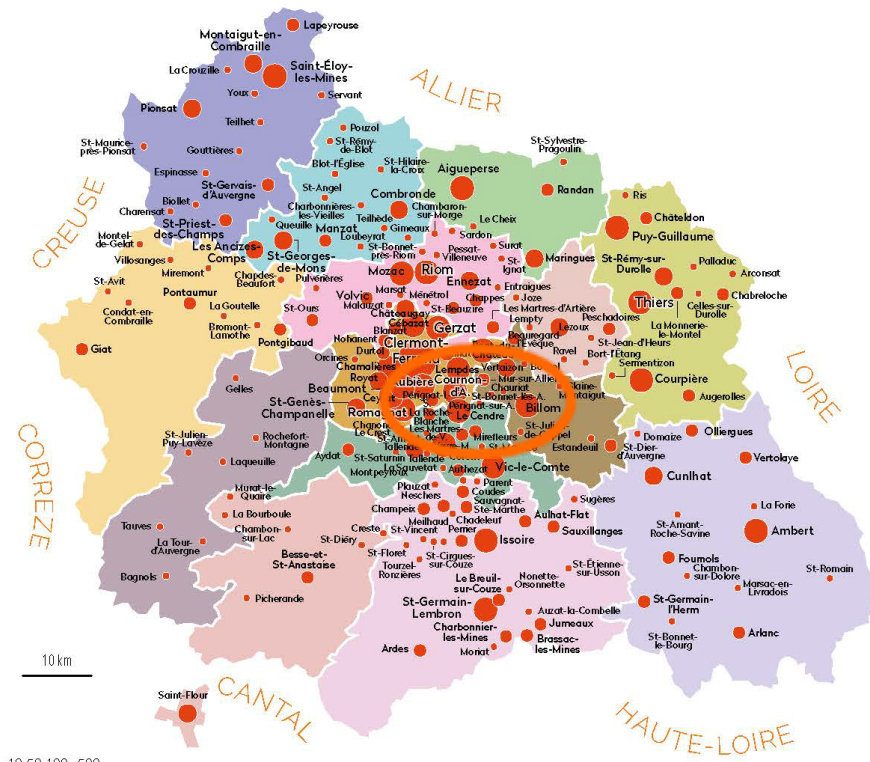 Lapeyrouse
Montaigut-en-
Combraille
La Crouzille
Saint-Éloy-
les-Mines
ALLIER
Youx
Servant
Pionsat
Teilhet
Pouzol
St-Maurice-
près-Pionsat
Gouttières
St-Rémy-
de-Blot
St-Sylvestre-
Pragoulin
Blot-l'Église
St-Hilaire-
la-Croix
Aigueperse
Espinasse
St-Gervais-
d'Auvergne
St-Angel
Combronde
Randan
Ris
CREUSE
Biollet
Charbonnières-
les-Vieilles
Chambaron-
sur-Morge
Châteldon
Charensat
St-Priest-
des-Champs
Queuille
Manzat
Teilhède
Gimeaux
Le Cheix
Sardon
Puy-Guillaume
Montel-
de-Gelat
Les Ancizes-
Comps
Loubeyrat
St-Bonnet-
près-Riom
Pessat-
Villeneuve
Surat
St-
Ignat
Maringues
St-Rémy-sur-
Durolle
Palladuc
Villosanges
Miremont
St-Georges-
de-Mons
Mozac
Riom
Ennezat
Arconsat
St-Avit
Chapdes-
Beaufort
Pulvérières
Marsat
Ménétrol
Entraigues
Thiers
Chabreloche
Pontaumur
Volvic
Malauzat
Chappes
Joze
Celles-sur-
Durolle
Condat-en-
Combraille
La Goutelle
St-Ours
Châteaugay
St-Beauzire
Les Martres-d'Artière
Cébazat
Gerzat
Lempty
Lezoux
Peschadoires
La Monnerie-
le-Montel
Bromont-
Lamothe
Pontgibaud
Nohanent
Blanzat
Beauregard-
l'Évêque
St-Jean-d'Heurs
Giat
Clermont-
Ferrand
Durtol
Orcines
Ravel
Bort-l'Étang
LOIRE
Chamalières
Lempdes
Vertaizon
Sermentizon
Gelles
Royat
Aubière
Cournon-
d'A.
Mur-sur-Allier
Chauriat
Courpière
Beaumont
St-Bonnet-lès-A.
Glaine-
Montaigut
Augerolles
St-Genès-
Champanelle
Romagnat
La Roche-
Blanche
Pérignat-sur-A.
Le Cendre
Billom
CORREZE
St-Julien-
Puy-Lavèze
Rochefort-
Montagne
Le Crest
Les Martres-
de-V.
Mirefleurs
St-Julien-
de-Coppel
Estandeuil
Domaize
St-Dier-
d'Auvergne
Olliergues
Aydat
St-Saturnin
Tallende
Vertolaye
Laqueuille
Montpeyroux
La Sauvetat
Authezat
Vic-le-Comte
Cunlhat
Murat-le-
Quaire
Plauzat
Neschers
Parent
Coudes
Sugères
La Bourboule
Champeix
Sauvagnat-
Ste-Marthe
La Forie
Tauves
Chambon-
sur-Lac
Creste
Meilhaud
Chadeleuf
Aulhat-Flat
St-Amant-
Roche-Savine
Ambert
La Tour-
d'Auvergne
St-Diéry
St-Vincent
Perrier
Sauxillanges
Besse-et-
St-Anastaise
St-Floret
St-Cirgues-
sur-Couze
Issoire
Fournols
Bagnols
Tourzel-
Ronzières
St-Étienne-
sur-Usson
Chambon-
sur-Dolore
St-Romain
Picherande
Le Breuil-
sur-Couze
Nonette-
Orsonnette
Marsac-en-
Livradois
St-Germain-
Lembron
Auzat-la-Combelle
St-Germain-
l'Herm
Charbonnier-
les-Mines
Jumeaux
St-Bonnet-
le-Bourg
Arlanc
Ardes
Moriat
Brassac-
les-Mines
10 km
Saint-Flour
CANTAL
HAUTE-LOIRE